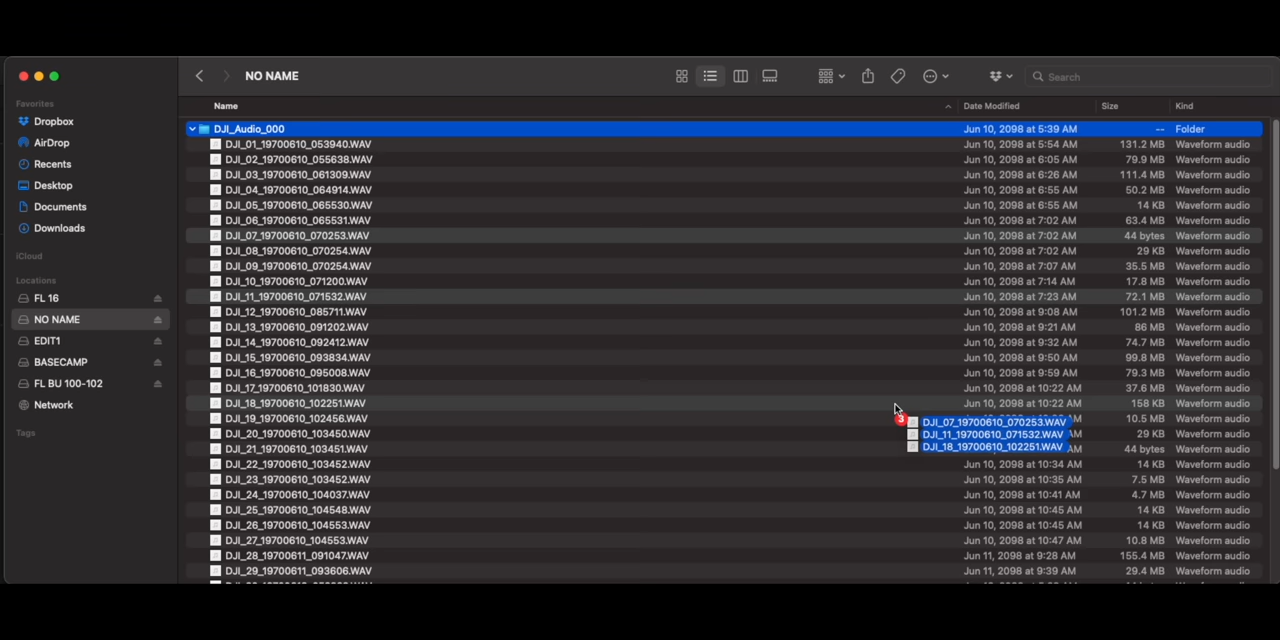 NO NAME
Search
Favorites
Dropbox
AirDrop
Recents
Desktop
Documents
Downloads
iCloud
Locations
FL 16
NO NAME
EDIT1
BASECAMP
FL BU 100-102
Network
Tags
Name Date Modified Size Kind
DJI_Audio_000 Jun 10, 2098 at 5:39 AM -- Folder
DJI_01_19700610_053940.WAV Jun 10, 2098 at 5:54 AM 131.2 MB Waveform audio
DJI_02_19700610_055638.WAV Jun 10, 2098 at 6:05 AM 79.9 MB Waveform audio
DJI_03_19700610_061309.WAV Jun 10, 2098 at 6:26 AM 111.4 MB Waveform audio
DJI_04_19700610_064914.WAV Jun 10, 2098 at 6:55 AM 50.2 MB Waveform audio
DJI_05_19700610_065530.WAV Jun 10, 2098 at 6:55 AM 14 KB Waveform audio
DJI_06_19700610_065531.WAV Jun 10, 2098 at 7:02 AM 63.4 MB Waveform audio
DJI_07_19700610_070253.WAV Jun 10, 2098 at 7:02 AM 44 bytes Waveform audio
DJI_08_19700610_070254.WAV Jun 10, 2098 at 7:02 AM 29 KB Waveform audio
DJI_09_19700610_070254.WAV Jun 10, 2098 at 7:07 AM 35.5 MB Waveform audio
DJI_10_19700610_071200.WAV Jun 10, 2098 at 7:14 AM 17.8 MB Waveform audio
DJI_11_19700610_071532.WAV Jun 10, 2098 at 7:23 AM 72.1 MB Waveform audio
DJI_12_19700610_085711.WAV Jun 10, 2098 at 9:08 AM 101.2 MB Waveform audio
DJI_13_19700610_091202.WAV Jun 10, 2098 at 9:21 AM 86 MB Waveform audio
DJI_14_19700610_092412.WAV Jun 10, 2098 at 9:32 AM 74.7 MB Waveform audio
DJI_15_19700610_093834.WAV Jun 10, 2098 at 9:50 AM 99.8 MB Waveform audio
DJI_16_19700610_095008.WAV Jun 10, 2098 at 9:59 AM 79.3 MB Waveform audio
DJI_17_19700610_101830.WAV Jun 10, 2098 at 10:22 AM 37.6 MB Waveform audio
DJI_18_19700610_102251.WAV Jun 10, 2098 at 10:22 AM 158 KB Waveform audio
DJI_19_19700610_102456.WAV 10.5 MB Waveform audio
3 DJI_07_19700610_070253.WAV
DJI_20_19700610_103450.WAV AM 29 KB Waveform audio
DJI_11_19700610_071532.WAV
DJI_21_19700610_103451.WAV AM 44 bytes Waveform audio
DJI_18_19700610_102251.WAV
DJI_22_19700610_103452.WAV Jun 10, 2098 at 10:34 AM 14 KB Waveform audio
DJI_23_19700610_103452.WAV Jun 10, 2098 at 10:35 AM 7.5 MB Waveform audio
DJI_24_19700610_104037.WAV Jun 10, 2098 at 10:41 AM 4.7 MB Waveform audio
DJI_25_19700610_104548.WAV Jun 10, 2098 at 10:45 AM 14 KB Waveform audio
DJI_26_19700610_104553.WAV Jun 10, 2098 at 10:45 AM 14 KB Waveform audio
DJI_27_19700610_104553.WAV Jun 10, 2098 at 10:47 AM 10.8 MB Waveform audio
DJI_28_19700611_091047.WAV Jun 11, 2098 at 9:28 AM 155.4 MB Waveform audio
DJI_29_19700611_093606.WAV Jun 11, 2098 at 9:39 AM 29.4 MB Waveform audio